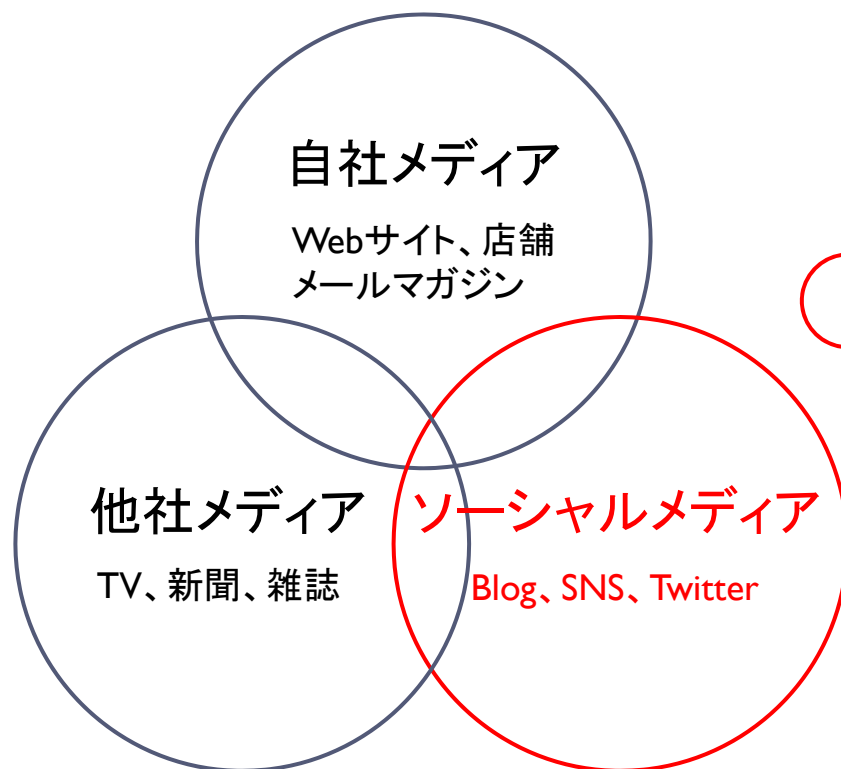 自社メディア
Webサイト、店舗
メールマガジン
他社メディア
TV、新聞、雑誌
ソーシャルメディア
Blog、SNS、Twitter